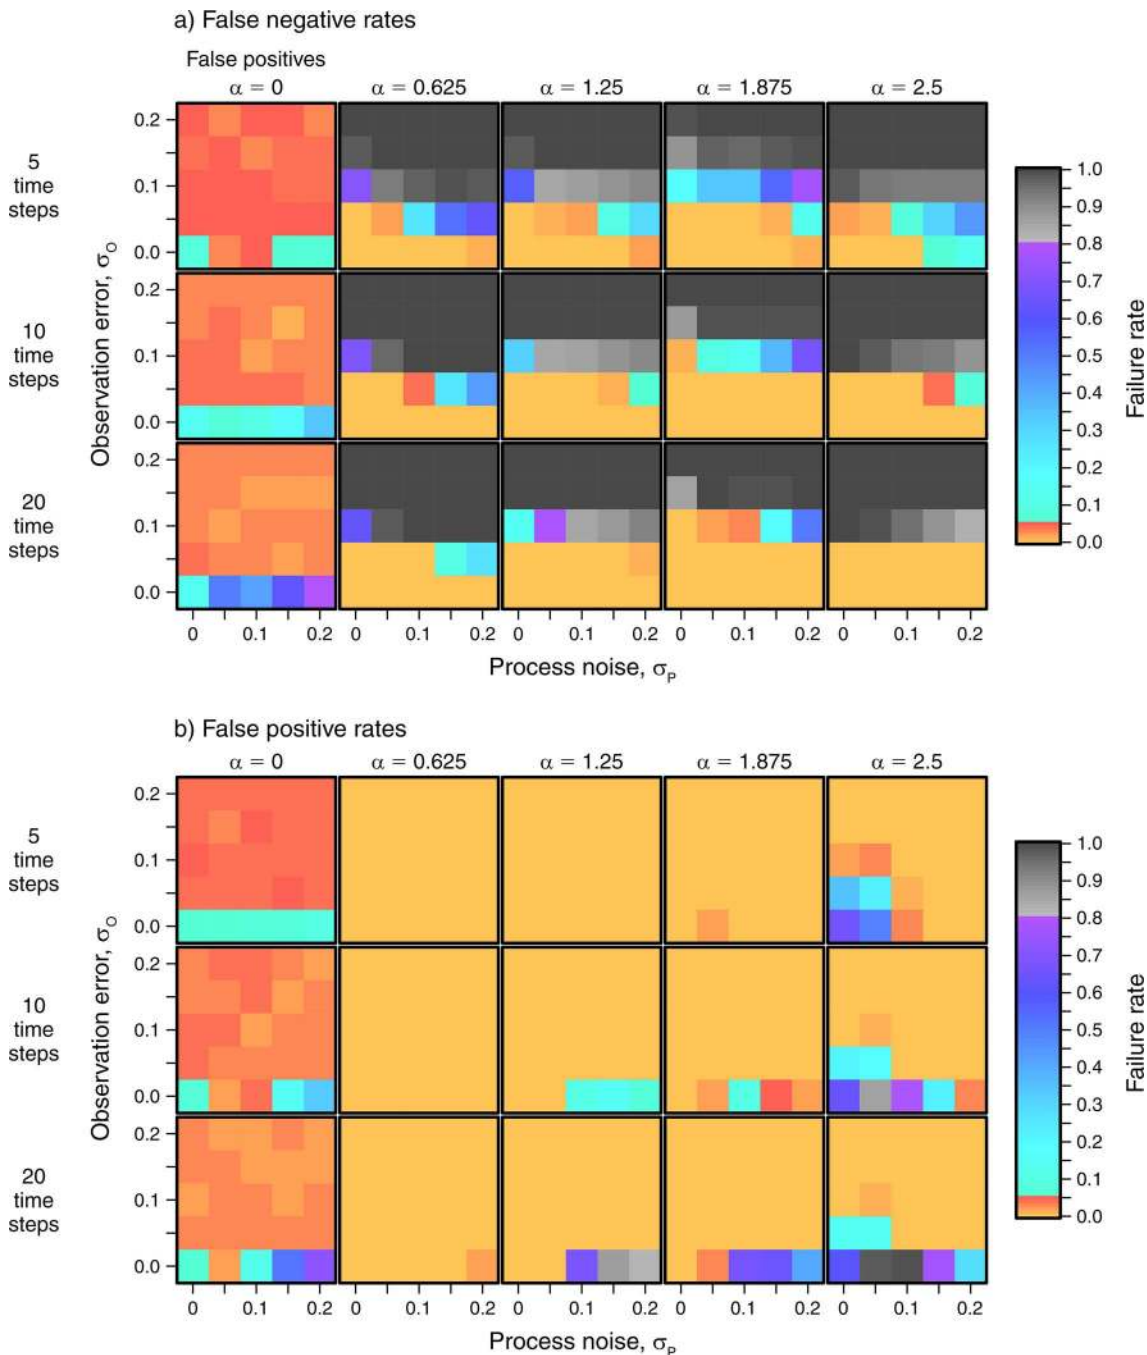 a) False negative rates
False positives
α = 0 α = 0.625 α = 1.25 α = 1.875 α = 2.5
5
time
steps
0.2
0.1
0.0
10
time
steps
0.2
0.1
0.0
20
time
steps
0.2
0.1
0.0
Observation error, σO
0 0.1 0.2 0 0.1 0.2 0 0.1 0.2 0 0.1 0.2 0 0.1 0.2
Process noise, σP
1.0
0.9
0.8
0.7
0.6
0.5
0.4
0.3
0.2
0.1
0.0
Failure rate
b) False positive rates
α = 0 α = 0.625 α = 1.25 α = 1.875 α = 2.5
5
time
steps
0.2
0.1
0.0
10
time
steps
0.2
0.1
0.0
20
time
steps
0.2
0.1
0.0
Observation error, σO
0 0.1 0.2 0 0.1 0.2 0 0.1 0.2 0 0.1 0.2 0 0.1 0.2
Process noise, σP
1.0
0.9
0.8
0.7
0.6
0.5
0.4
0.3
0.2
0.1
0.0
Failure rate